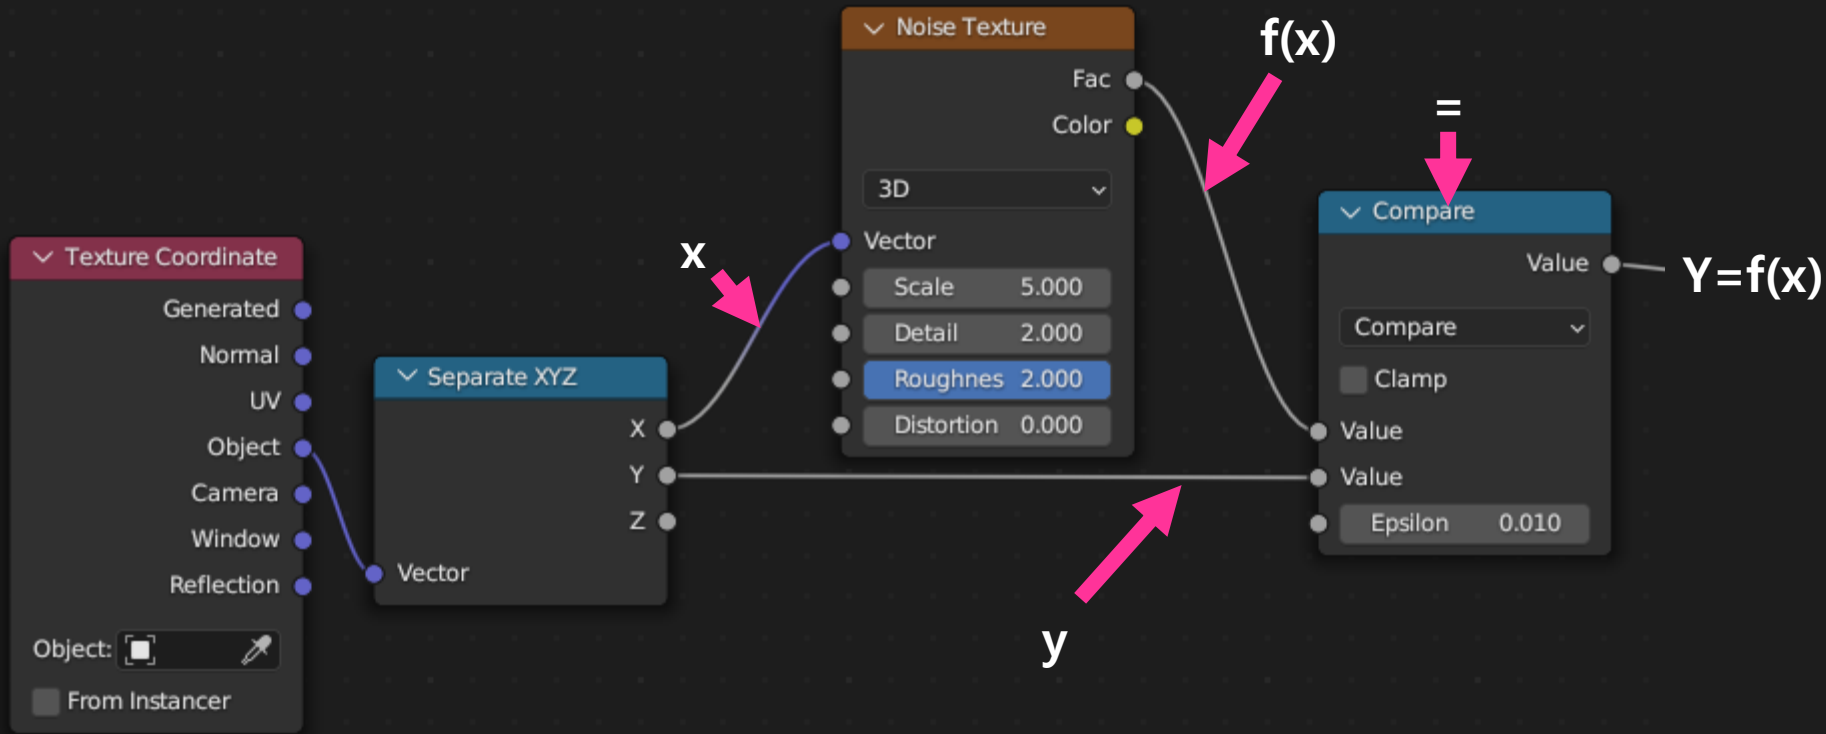 Texture Coordinate
Generated
Normal
UV
Object
Camera
Window
Reflection
Object:
From Instancer
Separate XYZ
X
Y
Z
Vector
x
Noise Texture
Fac
Color
3D
Vector
Scale 5.000
Detail 2.000
Roughnes 2.000
Distortion 0.000
f(x)
=
y
Compare
Value
Compare
Clamp
Value
Value
Epsilon 0.010
Y=f(x)